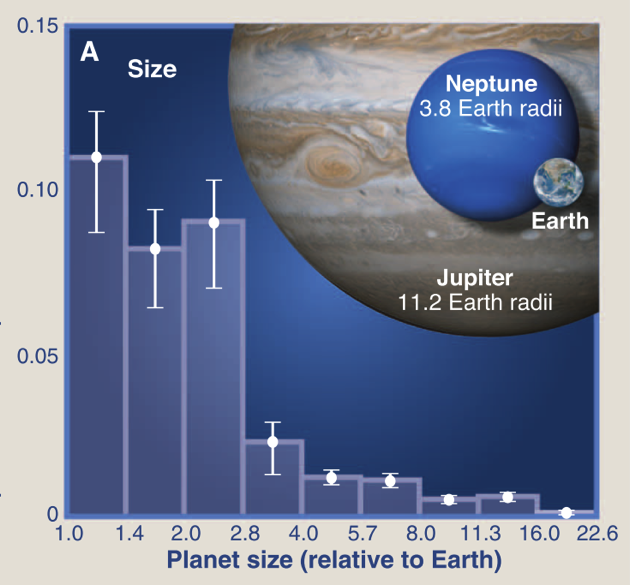 0.15
A
Size
Neptune
3.8 Earth radii
0.10
Earth
Jupiter
11.2 Earth radii
0.05
0
1.0 1.4 2.0 2.8 4.0 5.7 8.0 11.3 16.0 22.6
Planet size (relative to Earth)